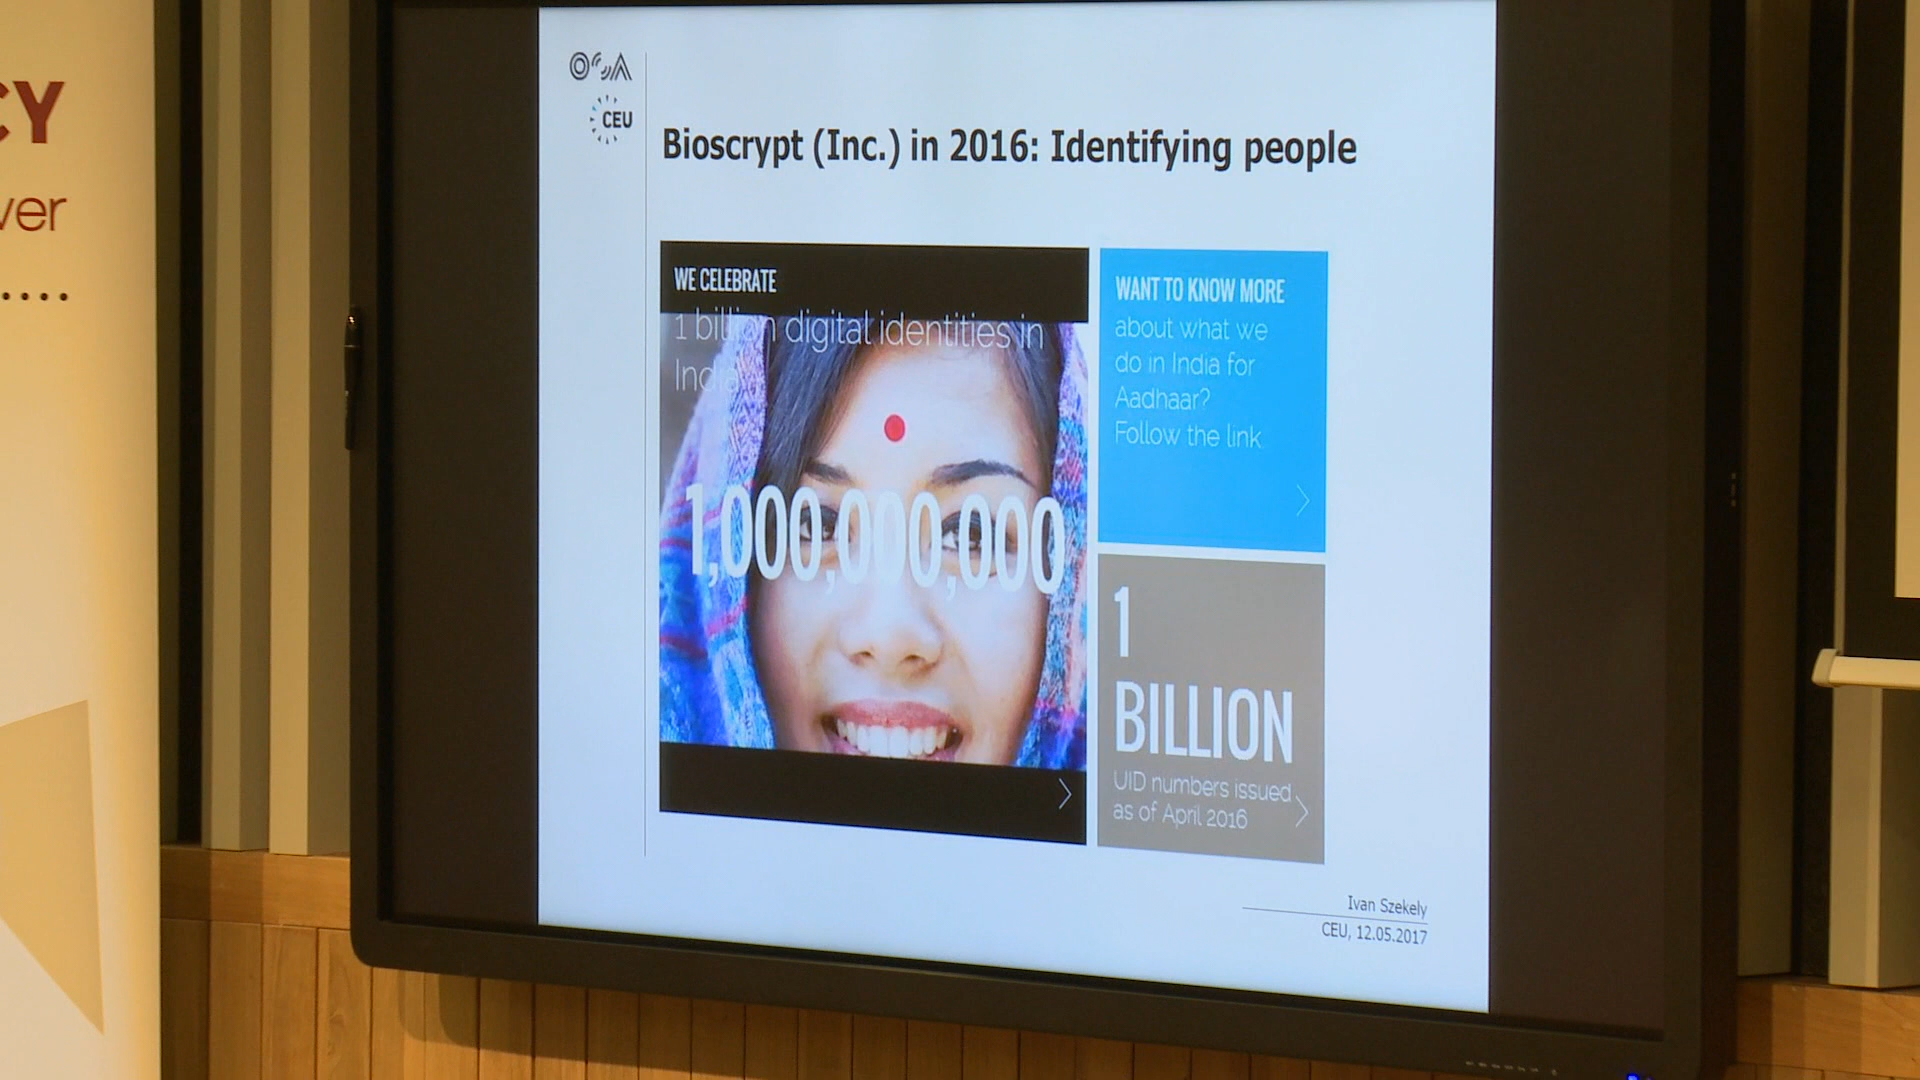 CY
ver
OSA
CEU
Bioscrypt (Inc.) in 2016: Identifying people
WE CELEBRATE
1 billion digital identities in
India
1,000,000,000
WANT TO KNOW MORE
about what we
do in India for
Aadhaar?
Follow the link
1
BILLION
UID numbers issued
as of April 2016
Ivan Szekely
CEU, 12.05.2017